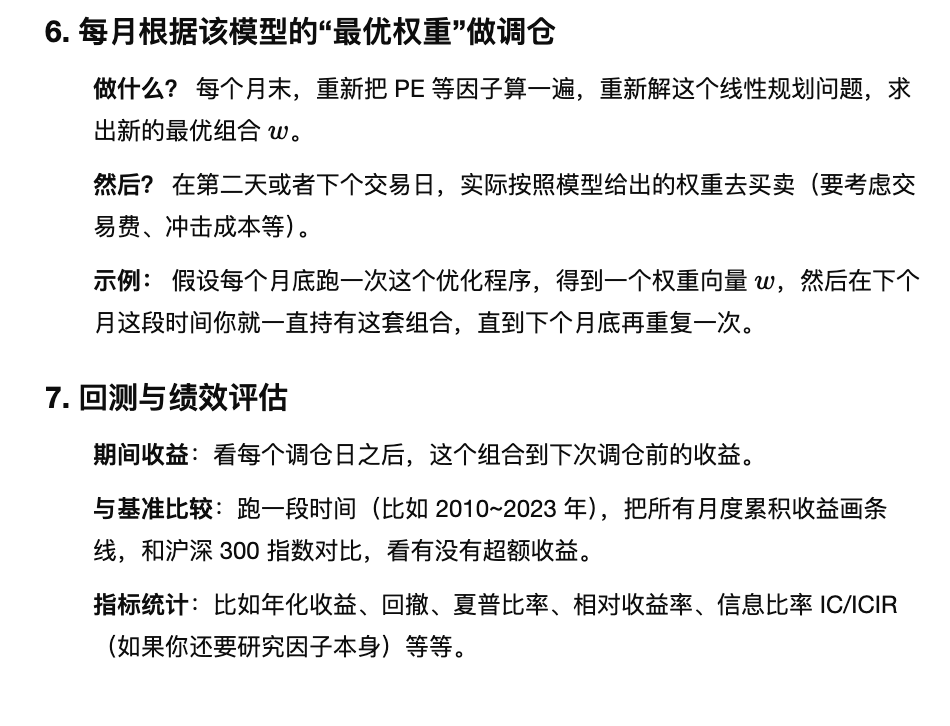 6. 每月根据该模型的“最优权重”做调仓
做什么? 每个月末，重新把 PE 等因子算一遍，重新解这个线性规划问题，求
出新的最优组合 w。
然后? 在第二天或者下个交易日，实际按照模型给出的权重去买卖（要考虑交
易费、冲击成本等）。
示例： 假设每个月底跑一次这个优化程序，得到一个权重向量 w，然后在下个
月这段时间你就一直持有这套组合，直到下个月底再重复一次。
7. 回测与绩效评估
期间收益：看每个调仓日之后，这个组合到下次调仓前的收益。
与基准比较：跑一段时间（比如 2010~2023 年），把所有月度累积收益画条
线，和沪深 300 指数对比，看有没有超额收益。
指标统计：比如年化收益、回撤、夏普比率、相对收益率、信息比率 IC/ICIR
（如果你还要研究因子本身）等等。